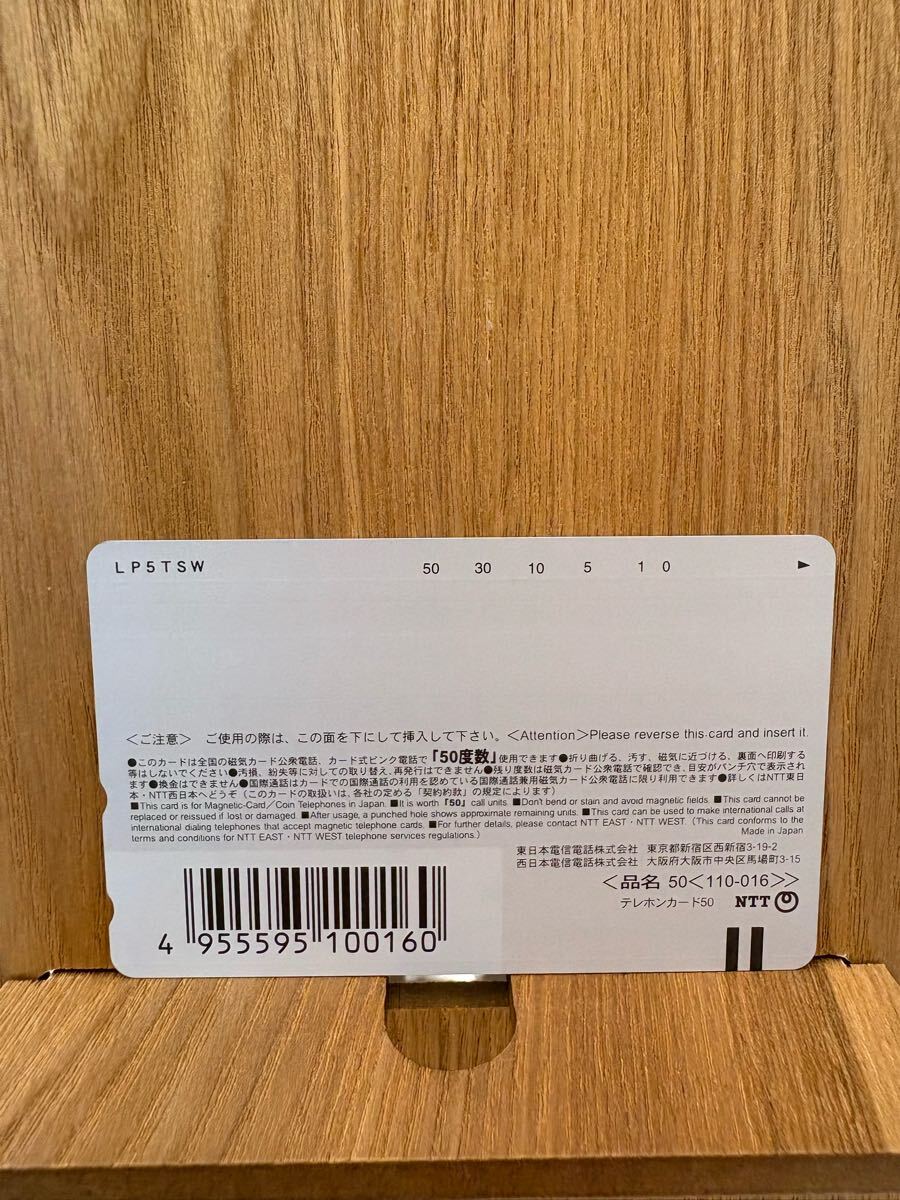 LP5TSW 50 30 10 5 1 0 ►
＜ご注意＞ ご使用の際は、この面を下にして挿入して下さい。＜Attention＞Please reverse this card and insert it.
●このカードは全国の磁気カード公衆電話、カード式ピンク電話で「50度数」使用できます●折り曲げる、汚す、磁気に近づける、裏面へ印刷する
等はしないでください●汚損、紛失等に対しての取り替え、再発行はできません●残り度数は磁気カード公衆電話で確認でき、目安がパンチ穴で表示され
ます●換金はできません●国際通話はカードでの国際通話の利用を認めている国際通話兼用磁気カード公衆電話に限り利用できます●詳しくはNTT東日
本・NTT西日本へどうぞ（このカードの取扱いは、各社の定める「契約約款」の規定によります）
■This card is for Magnetic-Card／Coin Telephones in Japan. ■It is worth「50」call units. ■Don't bend or stain and avoid magnetic fields. ■This card cannot be
replaced or reissued if lost or damaged. ■After usage, a punched hole shows approximate remaining units. ■This card can be used to make international calls at
international dialing telephones that accept magnetic telephone cards. ■For further details, please contact NTT EAST・NTT WEST.（This card conforms to the
terms and conditions for NTT EAST・NTT WEST telephone services regulations.）
Made in Japan
東日本電信電話株式会社 東京都新宿区西新宿3-19-2
西日本電信電話株式会社 大阪府大阪市中央区馬場町3-15
＜品名 50＜110-016＞＞
テレホンカード50 NTT
4 955595 100160